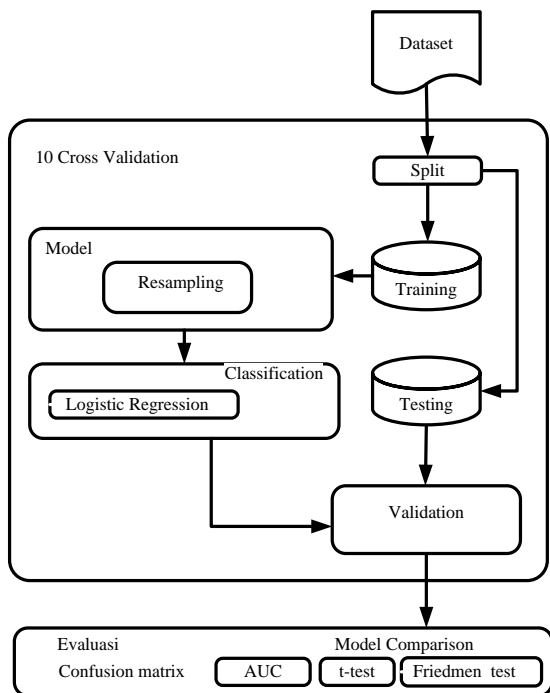 Dataset
10 Cross Validation
Split
Model
Resampling
Training
Classification
Logistic Regression
Testing
Validation
Evaluasi
Model Comparison
Confusion matrix
AUC
t-test
Friedmen test